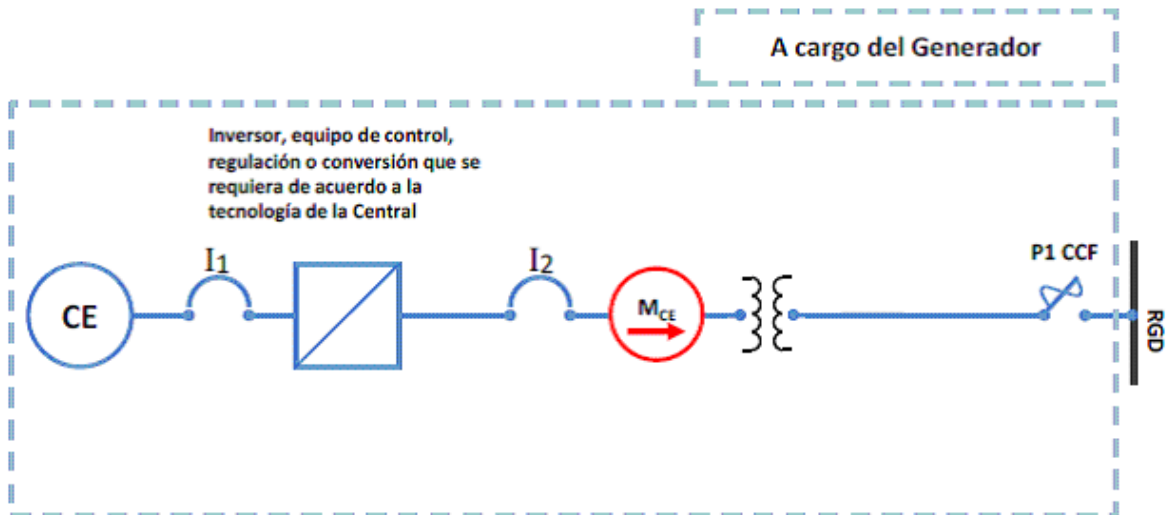 A cargo del Generador
Inversor, equipo de control,
regulación o conversión que se
requiera de acuerdo a la
tecnología de la Central
I1
I2
P1 CCF
CE
MCE
RGD